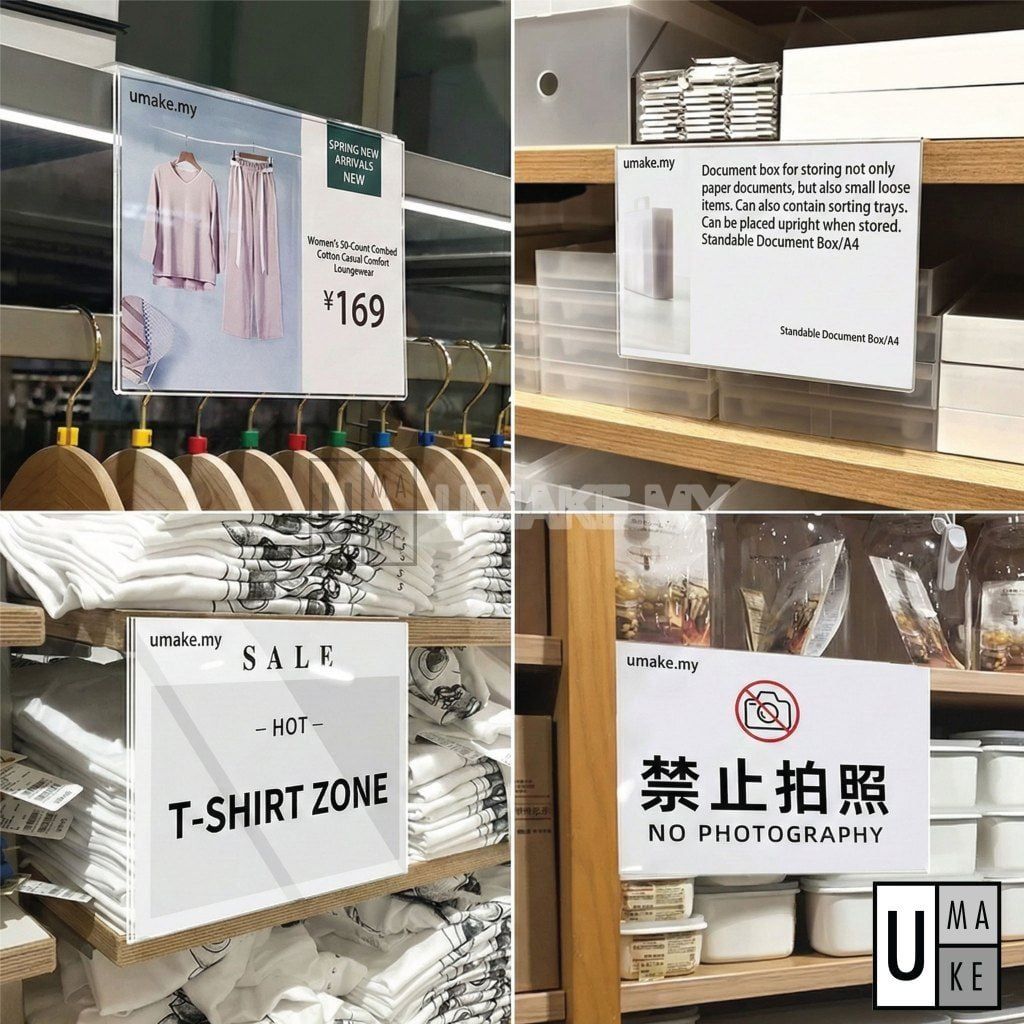 umake.my
SPRING NEW
ARRIVALS
NEW
Women's 50-Count Combed
Cotton Casual Comfort
Loungewear
¥169
umake.my
Document box for storing not only
paper documents, but also small loose
items. Can also contain sorting trays.
Can be placed upright when stored.
Standable Document Box/A4
Standable Document Box/A4
UMAKE.MY
umake.my
SALE
– HOT –
T-SHIRT ZONE
umake.my
禁止拍照
NO PHOTOGRAPHY
U MA
KE